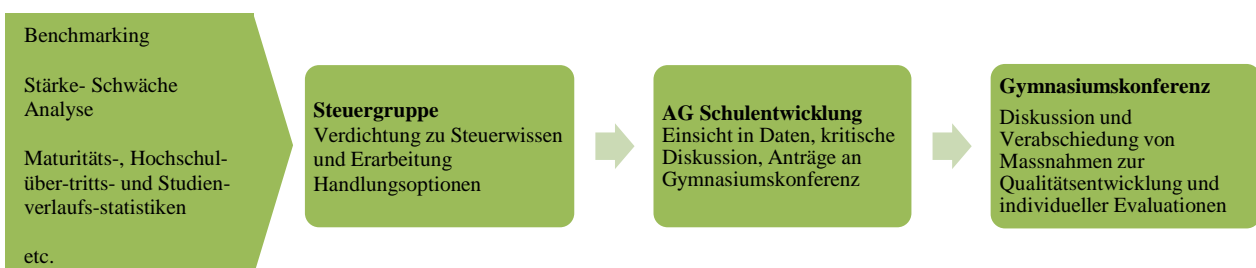 Benchmarking
Stärke- Schwäche
Analyse
Maturitäts-, Hochschul-
über-tritts- und Studien-
verlaufs-statistiken
etc.
Steuergruppe
Verdichtung zu Steuerwissen
und Erarbeitung
Handlungsoptionen
AG Schulentwicklung
Einsicht in Daten, kritische
Diskussion, Anträge an
Gymnasiumskonferenz
Gymnasiumskonferenz
Diskussion und
Verabschiedung von
Massnahmen zur
Qualitätsentwicklung und
individueller Evaluationen